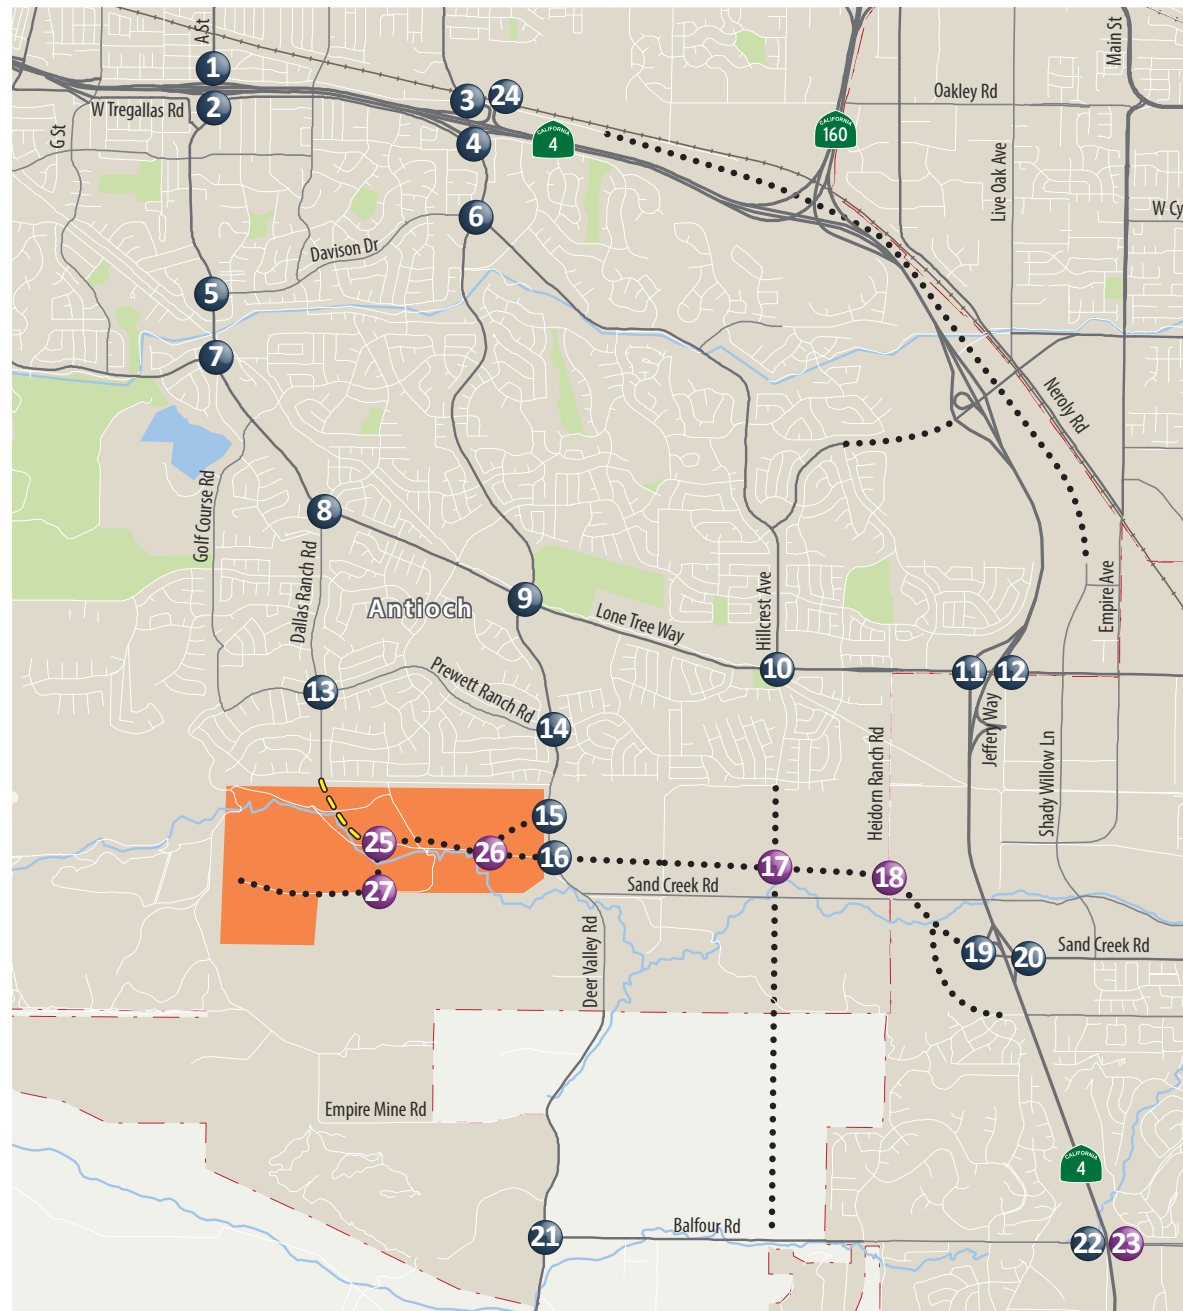 A St
Main St
1
W Tregallas Rd
2
3
24
Oakley Rd
G St
4
CALIFORNIA
4
CALIFORNIA
160
Live Oak Ave
W Cy
6
Davison Dr
5
7
Neroly Rd
Golf Course Rd
8
Dallas Ranch Rd
Antioch
9
Lone Tree Way
Hillcrest Ave
Empire Ave
10
11
12
13
Prewett Ranch Rd
14
Jeffery Way
Heidorn Ranch Rd
Shady Willow Ln
15
25
26
16
17
18
27
Sand Creek Rd
Deer Valley Rd
19
20
Sand Creek Rd
Empire Mine Rd
CALIFORNIA
4
21
Balfour Rd
22
23